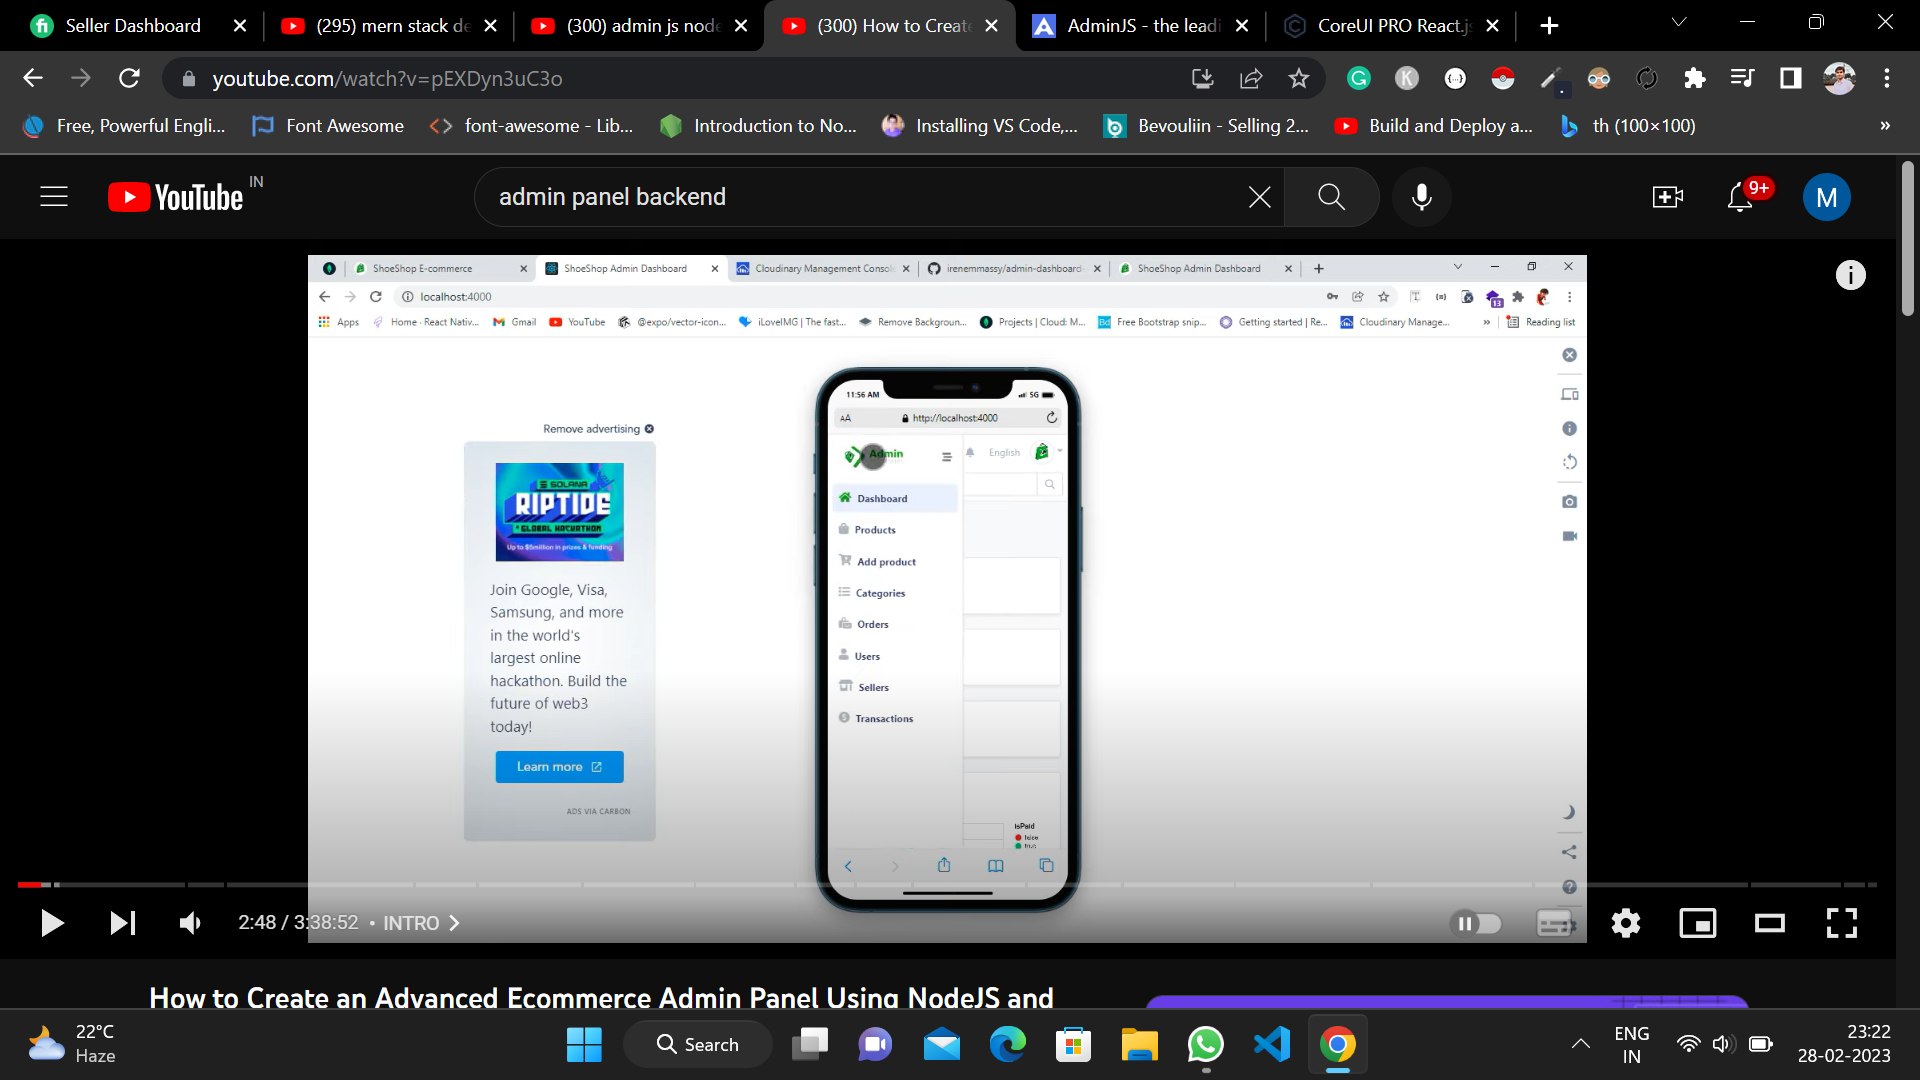 Seller Dashboard
(295) mern stack de
(300) admin js node
(300) How to Create
AdminJS - the leadi
CoreUI PRO React.js
youtube.com/watch?v=pEXDyn3uC3o
Free, Powerful Engli...
Font Awesome
font-awesome - Lib...
Introduction to No...
Installing VS Code,...
Bevouliin - Selling 2...
Build and Deploy a...
th (100×100)
»
YouTube IN
admin panel backend
9+
M
ShoeShop E-commerce
ShoeShop Admin Dashboard
Cloudinary Management Consol
irenemmassy/admin-dashboard
ShoeShop Admin Dashboard
localhost:4000
13
Apps
Home · React Nativ...
Gmail
YouTube
@expo/vector-icon...
iLoveIMG | The fast...
Remove Backgroun...
Projects | Cloud: M...
Free Bootstrap snip...
Getting started | Re...
Cloudinary Manage...
»
Reading list
Remove advertising
SOLANA
RIPTIDE
GLOBAL HACKATHON
Up to $5million in prizes & funding
Join Google, Visa,
Samsung, and more
in the world's
largest online
hackathon. Build the
future of web3
today!
Learn more
ADS VIA CARBON
11:56 AM
5G
AA
http://localhost:4000
Admin
English
Dashboard
Products
Add product
Categories
Orders
Users
Sellers
Transactions
IsPaid
false
true
2:48 / 3:38:52 • INTRO
How to Create an Advanced Ecommerce Admin Panel Using NodeJS and
22°C
Haze
Search
ENG
IN
23:22
28-02-2023